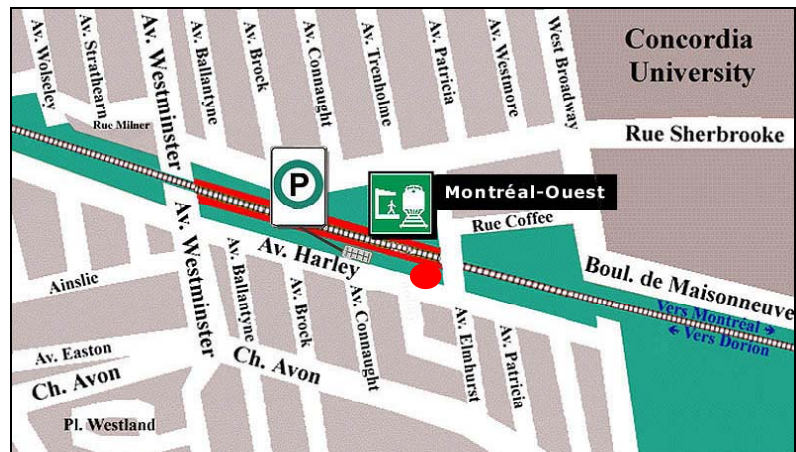 Av. Wolseley
Av. Strathearn
Av. Westminster
Av. Ballantyne
Av. Brock
Av. Connaught
Av. Trenholme
Av. Patricia
Av. Westmore
West Broadway
Concordia
University
Rue Milner
Rue Sherbrooke
P
Montréal-Ouest
Rue Coffee
Av. Westminster
Av. Harley
Boul. de Maisonneuve
Vers Montréal →
← Vers Dorion
Ainslie
Av. Ballantyne
Av. Brock
Av. Connaught
Av. Elmhurst
Av. Patricia
Av. Easton
Ch. Avon
Ch. Avon
Pl. Westland